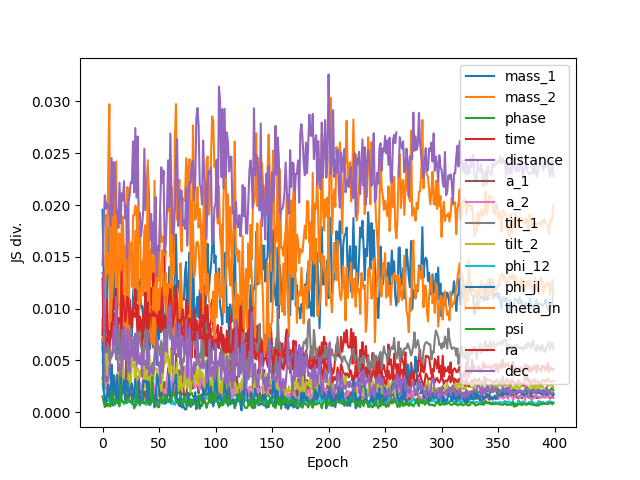 0.030
0.025
0.020
0.015
0.010
0.005
0.000
JS div.
0
50
100
150
200
250
300
350
400
Epoch
mass_1
mass_2
phase
time
distance
a_1
a_2
tilt_1
tilt_2
phi_12
phi_jl
theta_jn
psi
ra
dec